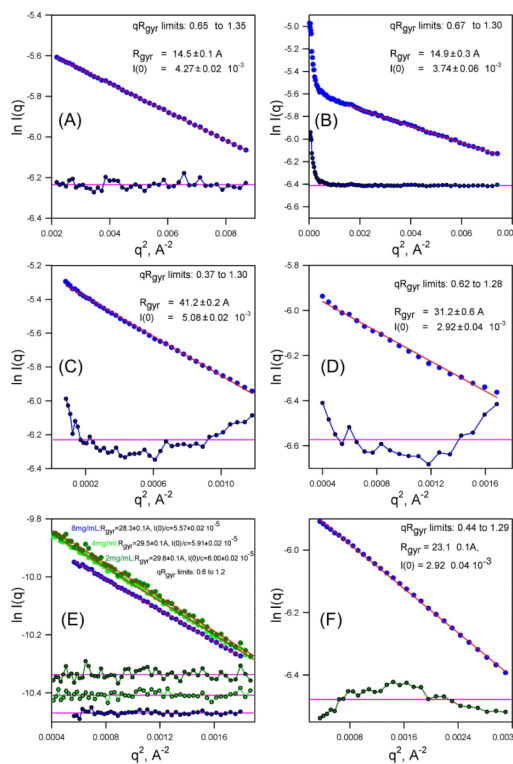 qRgyr limits: 0.65 to 1.35
Rgyr = 14.5±0.1 A
I(0) = 4.27±0.02 10-3
(A)
ln I(q)
-5.4
-5.6
-5.8
-6.0
-6.2
-6.4
0.002
0.004
0.006
0.008
q2, A-2
qRgyr limits: 0.67 to 1.30
Rgyr = 14.9±0.3 A
I(0) = 3.74±0.06 10-3
(B)
ln I(q)
-5.0
-5.2
-5.4
-5.6
-5.8
-6.0
-6.2
-6.4
-6.6
0.000
0.002
0.004
0.006
0.008
q2, A-2
qRgyr limits: 0.37 to 1.30
Rgyr = 41.2±0.2 A
I(0) = 5.08±0.02 10-3
(C)
ln I(q)
-5.2
-5.4
-5.6
-5.8
-6.0
-6.2
-6.4
0.0002
0.0006
0.0010
q2, A-2
qRgyr limits: 0.62 to 1.28
Rgyr = 31.2±0.6 A
I(0) = 2.92±0.04 10-3
(D)
ln I(q)
-5.8
-6.0
-6.2
-6.4
-6.6
0.0004
0.0008
0.0012
0.0016
q2, A-2
8mg/mL:Rgyr=28.3±0.1A, I(0)/c=5.57±0.02 10-5
4mg/ml:Rgyr=29.5±0.1A, I(0)/c=5.91±0.02 10-5
2mg/mL:Rgyr=29.6±0.1A, I(0)/c=6.00±0.02 10-5
qRgyr limits: 0.6 to 1.2
(E)
ln I(q)
-9.8
-10.0
-10.2
-10.4
0.0004
0.0008
0.0012
0.0016
q2, A-2
qRgyr limits: 0.44 to 1.29
Rgyr = 23.1 0.1A,
I(0) = 2.92 0.04 10-3
(F)
ln I(q)
-6.0
-6.2
-6.4
0.0008
0.0016
0.0024
0.003
q2, A-2